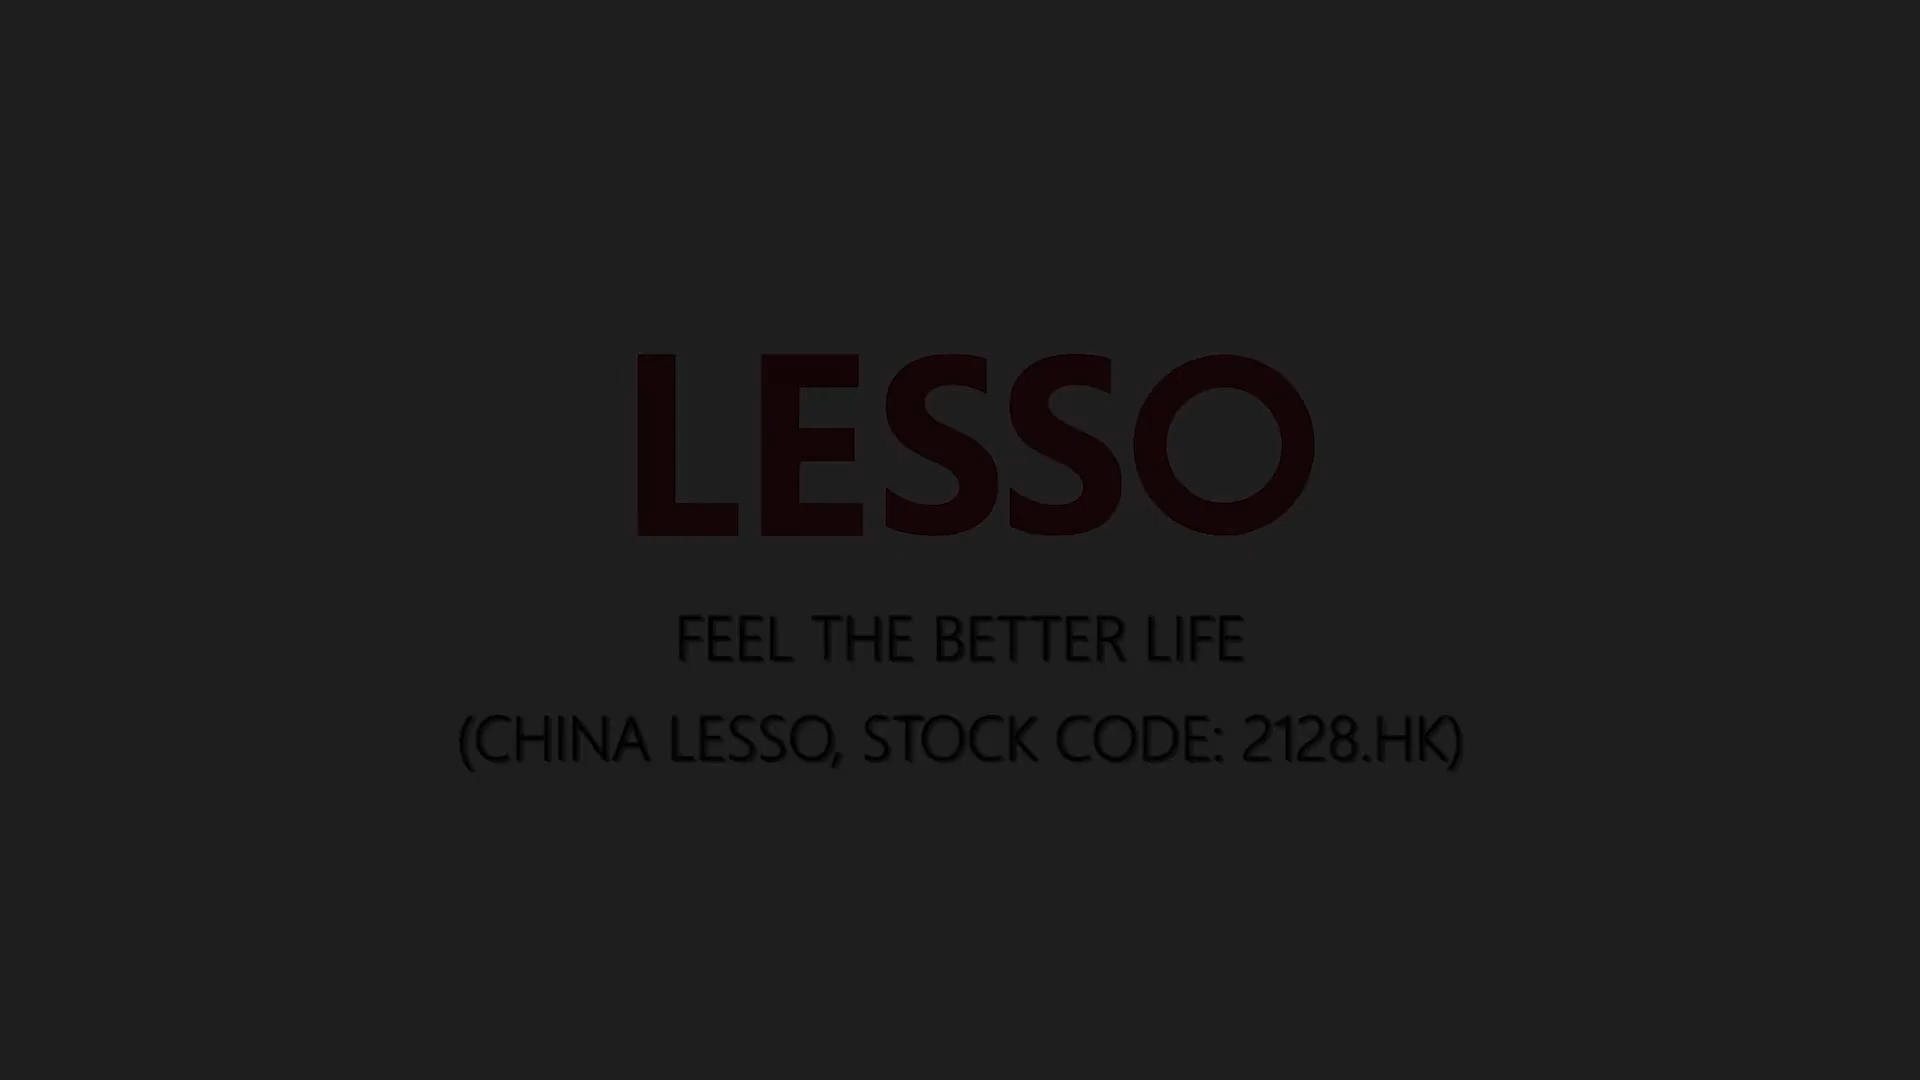 LESSO
FEEL THE BETTER LIFE
(CHINA LESSO, STOCK CODE: 2128.HK)